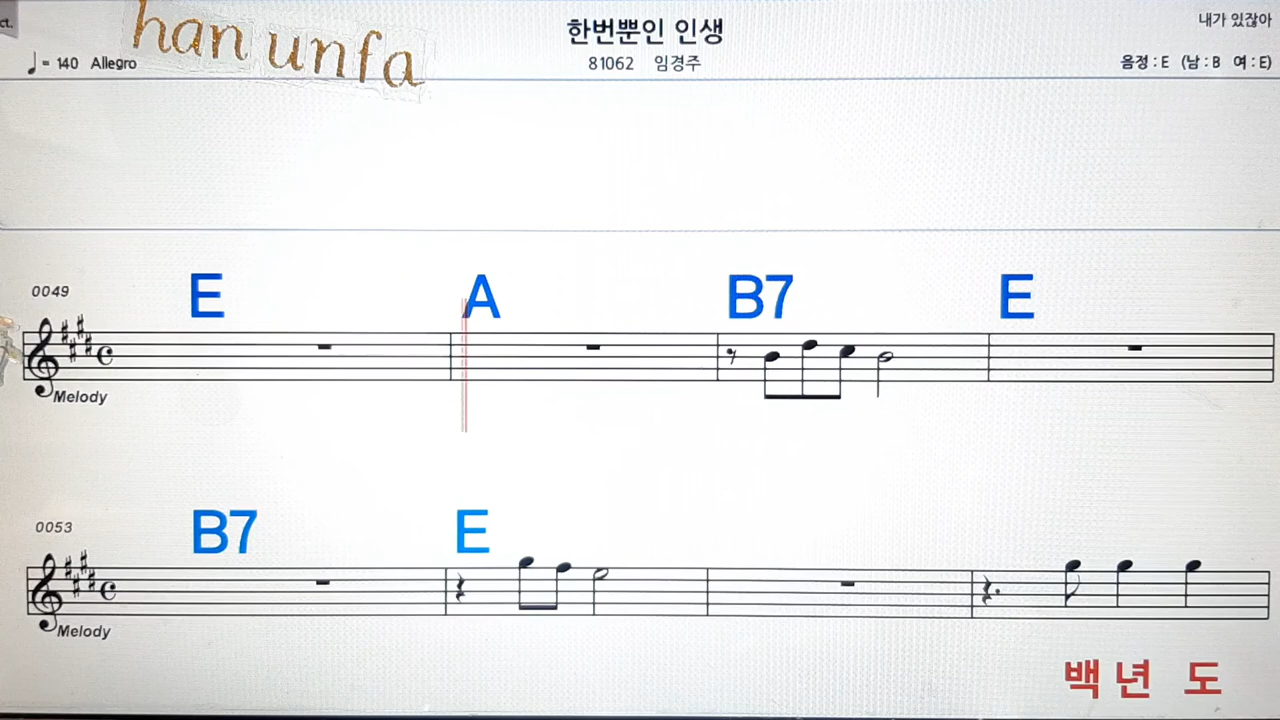 ct.
han unfa
한번뿐인 인생
내가 있잖아
♩= 140 Allegro
81062 임경주
음정 : E (남 : B 여 : E)
0049
E A B7 E
Melody
0053
B7 E
Melody
백 년 도